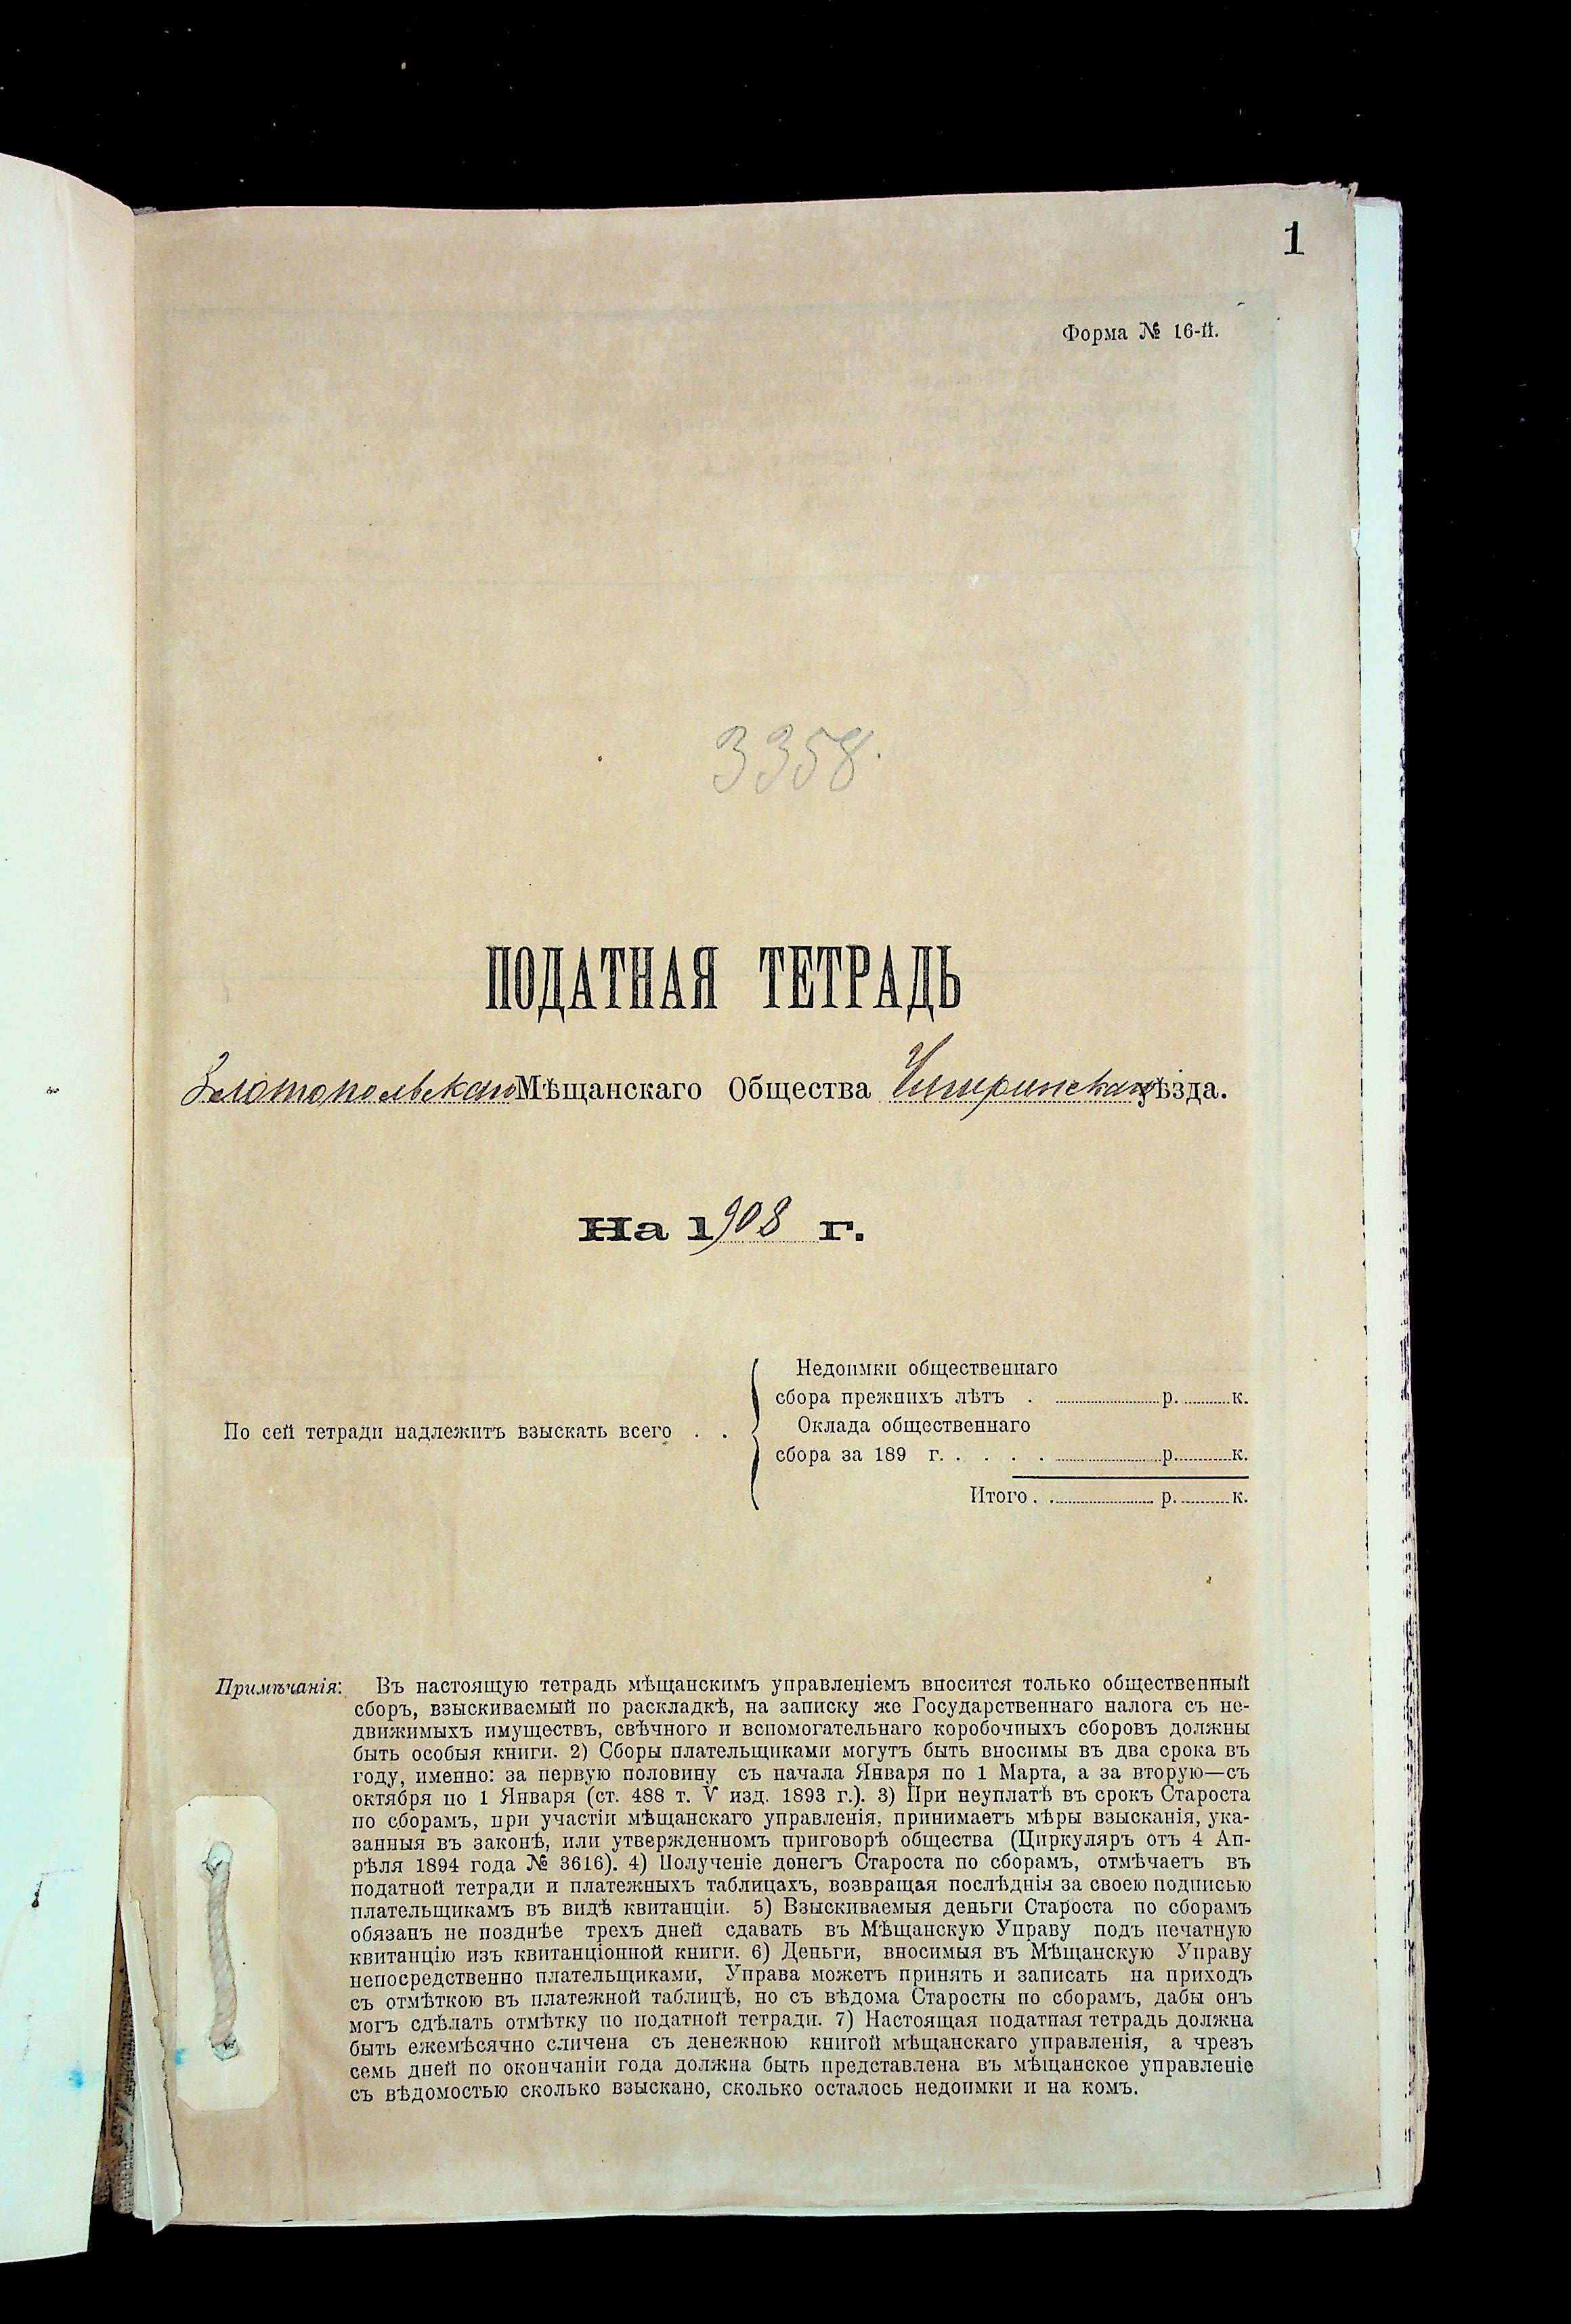 1
Форма № 16-й.
3358.
ПОДАТНАЯ ТЕТРАДЬ
Златопольскаго Мѣщанскаго Общества Чигиринскаго уѣзда.
На 1908 г.
Недоимки общественнаго
сбора прежнихъ лѣтъ . р. к.
По сей тетради надлежитъ взыскать всего . .
Оклада общественнаго
сбора за 189 г. . . . . р. к.
Итого . . р. к.
Примѣчанія: Въ настоящую тетрадь мѣщанскимъ управленіемъ вносится только общественный
сборъ, взыскиваемый по раскладкѣ, на записку же Государственнаго налога съ не-
движимыхъ имуществъ, свѣчного и вспомогательнаго коробочныхъ сборовъ должны
быть особыя книги. 2) Сборы плательщиками могутъ быть вносимы въ два срока въ
году, именно: за первую половину съ начала Января по 1 Марта, а за вторую—съ
октября по 1 Января (ст. 488 т. V изд. 1893 г.). 3) При неуплатѣ въ срокъ Староста
по сборамъ, при участіи мѣщанскаго управленія, принимаетъ мѣры взысканія, ука-
занныя въ законѣ, или утвержденномъ приговорѣ общества (Циркуляръ отъ 4 Ап-
рѣля 1894 года № 3616). 4) Полученіе денегъ Староста по сборамъ, отмѣчаетъ въ
податной тетради и платежныхъ таблицахъ, возвращая послѣднія за своею подписью
плательщикамъ въ видѣ квитанціи. 5) Взыскиваемыя деньги Староста по сборамъ
обязанъ не позднѣе трехъ дней сдавать въ Мѣщанскую Управу подъ печатную
квитанцію изъ квитанціонной книги. 6) Деньги, вносимыя въ Мѣщанскую Управу
непосредственно плательщиками, Управа можетъ принять и записать на приходъ
съ отмѣткою въ платежной таблицѣ, но съ вѣдома Старосты по сборамъ, дабы онъ
могъ сдѣлать отмѣтку по податной тетради. 7) Настоящая податная тетрадь должна
быть ежемѣсячно сличена съ денежною книгой мѣщанскаго управленія, а чрезъ
семь дней по окончаніи года должна быть представлена въ мѣщанское управленіе
съ вѣдомостью сколько взыскано, сколько осталось недоимки и на комъ.